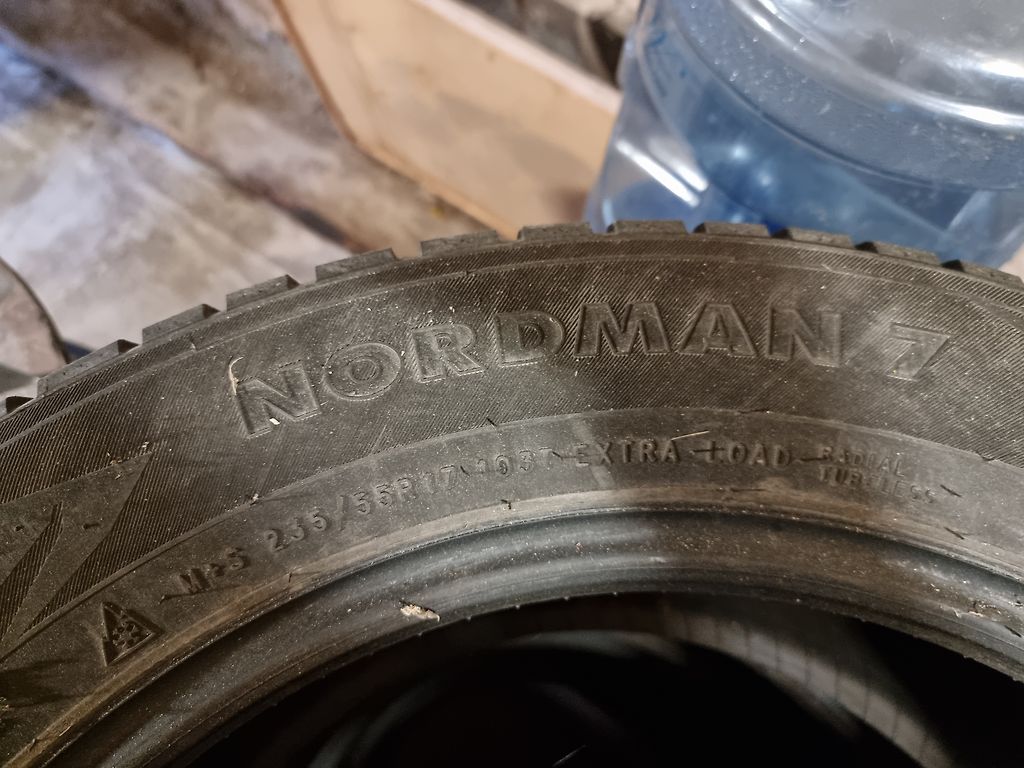 NORDMAN 7
M+S 235/55R17 103T EXTRA LOAD RADIAL
TUBELESS